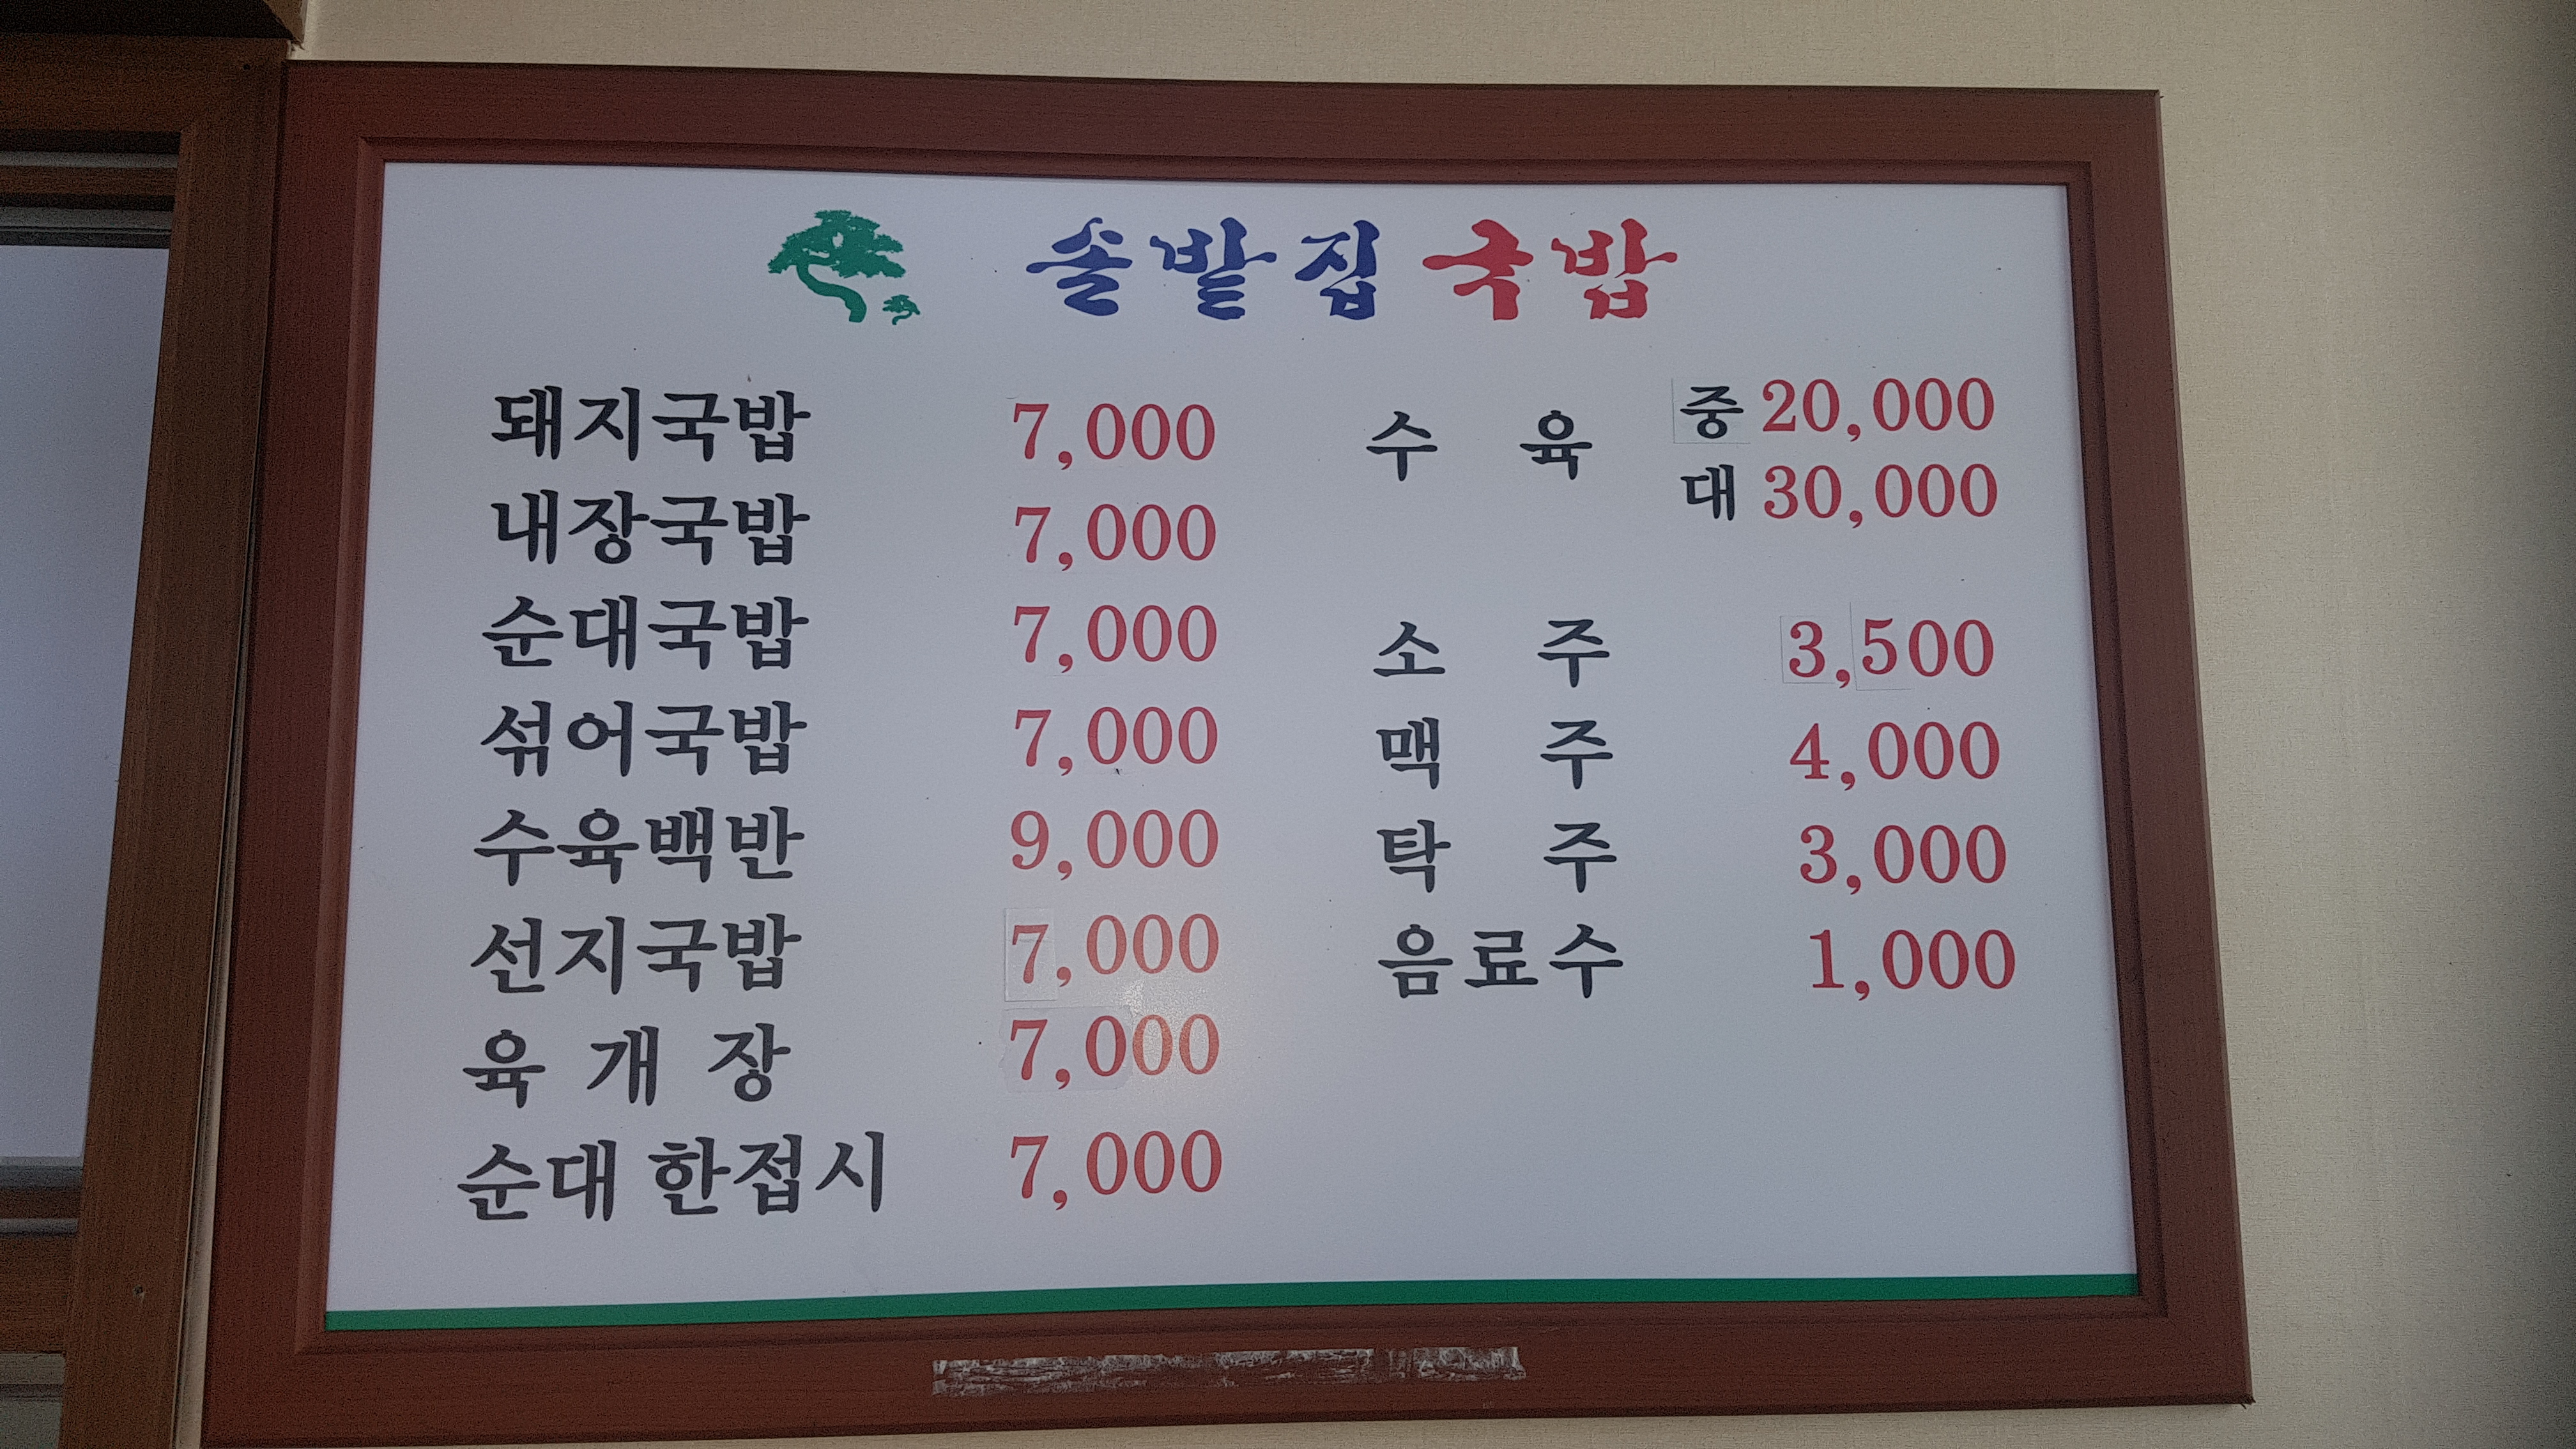 솔밭집 국밥
돼지국밥 7,000
내장국밥 7,000
순대국밥 7,000
섞어국밥 7,000
수육백반 9,000
선지국밥 7,000
육개장 7,000
순대 한접시 7,000
수육 중 20,000
대 30,000
소주 3,500
맥주 4,000
탁주 3,000
음료수 1,000